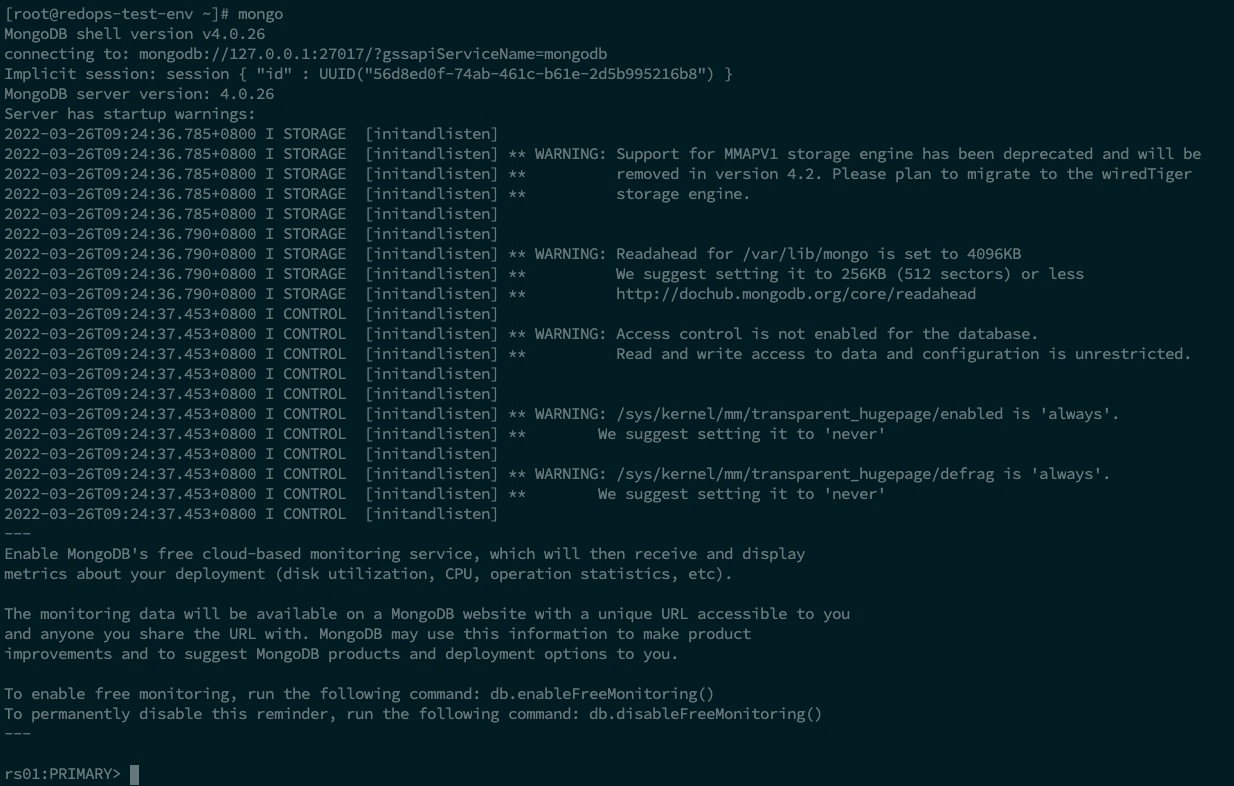 [root@redops-test-env ~]# mongo
MongoDB shell version v4.0.26
connecting to: mongodb://127.0.0.1:27017/?gssapiServiceName=mongodb
Implicit session: session { "id" : UUID("56d8ed0f-74ab-461c-b61e-2d5b995216b8") }
MongoDB server version: 4.0.26
Server has startup warnings:
2022-03-26T09:24:36.785+0800 I STORAGE  [initandlisten]
2022-03-26T09:24:36.785+0800 I STORAGE  [initandlisten] ** WARNING: Support for MMAPV1 storage engine has been deprecated and will be
2022-03-26T09:24:36.785+0800 I STORAGE  [initandlisten] **          removed in version 4.2. Please plan to migrate to the wiredTiger
2022-03-26T09:24:36.785+0800 I STORAGE  [initandlisten] **          storage engine.
2022-03-26T09:24:36.785+0800 I STORAGE  [initandlisten]
2022-03-26T09:24:36.790+0800 I STORAGE  [initandlisten]
2022-03-26T09:24:36.790+0800 I STORAGE  [initandlisten] ** WARNING: Readahead for /var/lib/mongo is set to 4096KB
2022-03-26T09:24:36.790+0800 I STORAGE  [initandlisten] **          We suggest setting it to 256KB (512 sectors) or less
2022-03-26T09:24:36.790+0800 I STORAGE  [initandlisten] **          http://dochub.mongodb.org/core/readahead
2022-03-26T09:24:37.453+0800 I CONTROL  [initandlisten]
2022-03-26T09:24:37.453+0800 I CONTROL  [initandlisten] ** WARNING: Access control is not enabled for the database.
2022-03-26T09:24:37.453+0800 I CONTROL  [initandlisten] **          Read and write access to data and configuration is unrestricted.
2022-03-26T09:24:37.453+0800 I CONTROL  [initandlisten]
2022-03-26T09:24:37.453+0800 I CONTROL  [initandlisten]
2022-03-26T09:24:37.453+0800 I CONTROL  [initandlisten] ** WARNING: /sys/kernel/mm/transparent_hugepage/enabled is 'always'.
2022-03-26T09:24:37.453+0800 I CONTROL  [initandlisten] **        We suggest setting it to 'never'
2022-03-26T09:24:37.453+0800 I CONTROL  [initandlisten]
2022-03-26T09:24:37.453+0800 I CONTROL  [initandlisten] ** WARNING: /sys/kernel/mm/transparent_hugepage/defrag is 'always'.
2022-03-26T09:24:37.453+0800 I CONTROL  [initandlisten] **        We suggest setting it to 'never'
2022-03-26T09:24:37.453+0800 I CONTROL  [initandlisten]
---
Enable MongoDB's free cloud-based monitoring service, which will then receive and display
metrics about your deployment (disk utilization, CPU, operation statistics, etc).

The monitoring data will be available on a MongoDB website with a unique URL accessible to you
and anyone you share the URL with. MongoDB may use this information to make product
improvements and to suggest MongoDB products and deployment options to you.

To enable free monitoring, run the following command: db.enableFreeMonitoring()
To permanently disable this reminder, run the following command: db.disableFreeMonitoring()
---

rs01:PRIMARY>